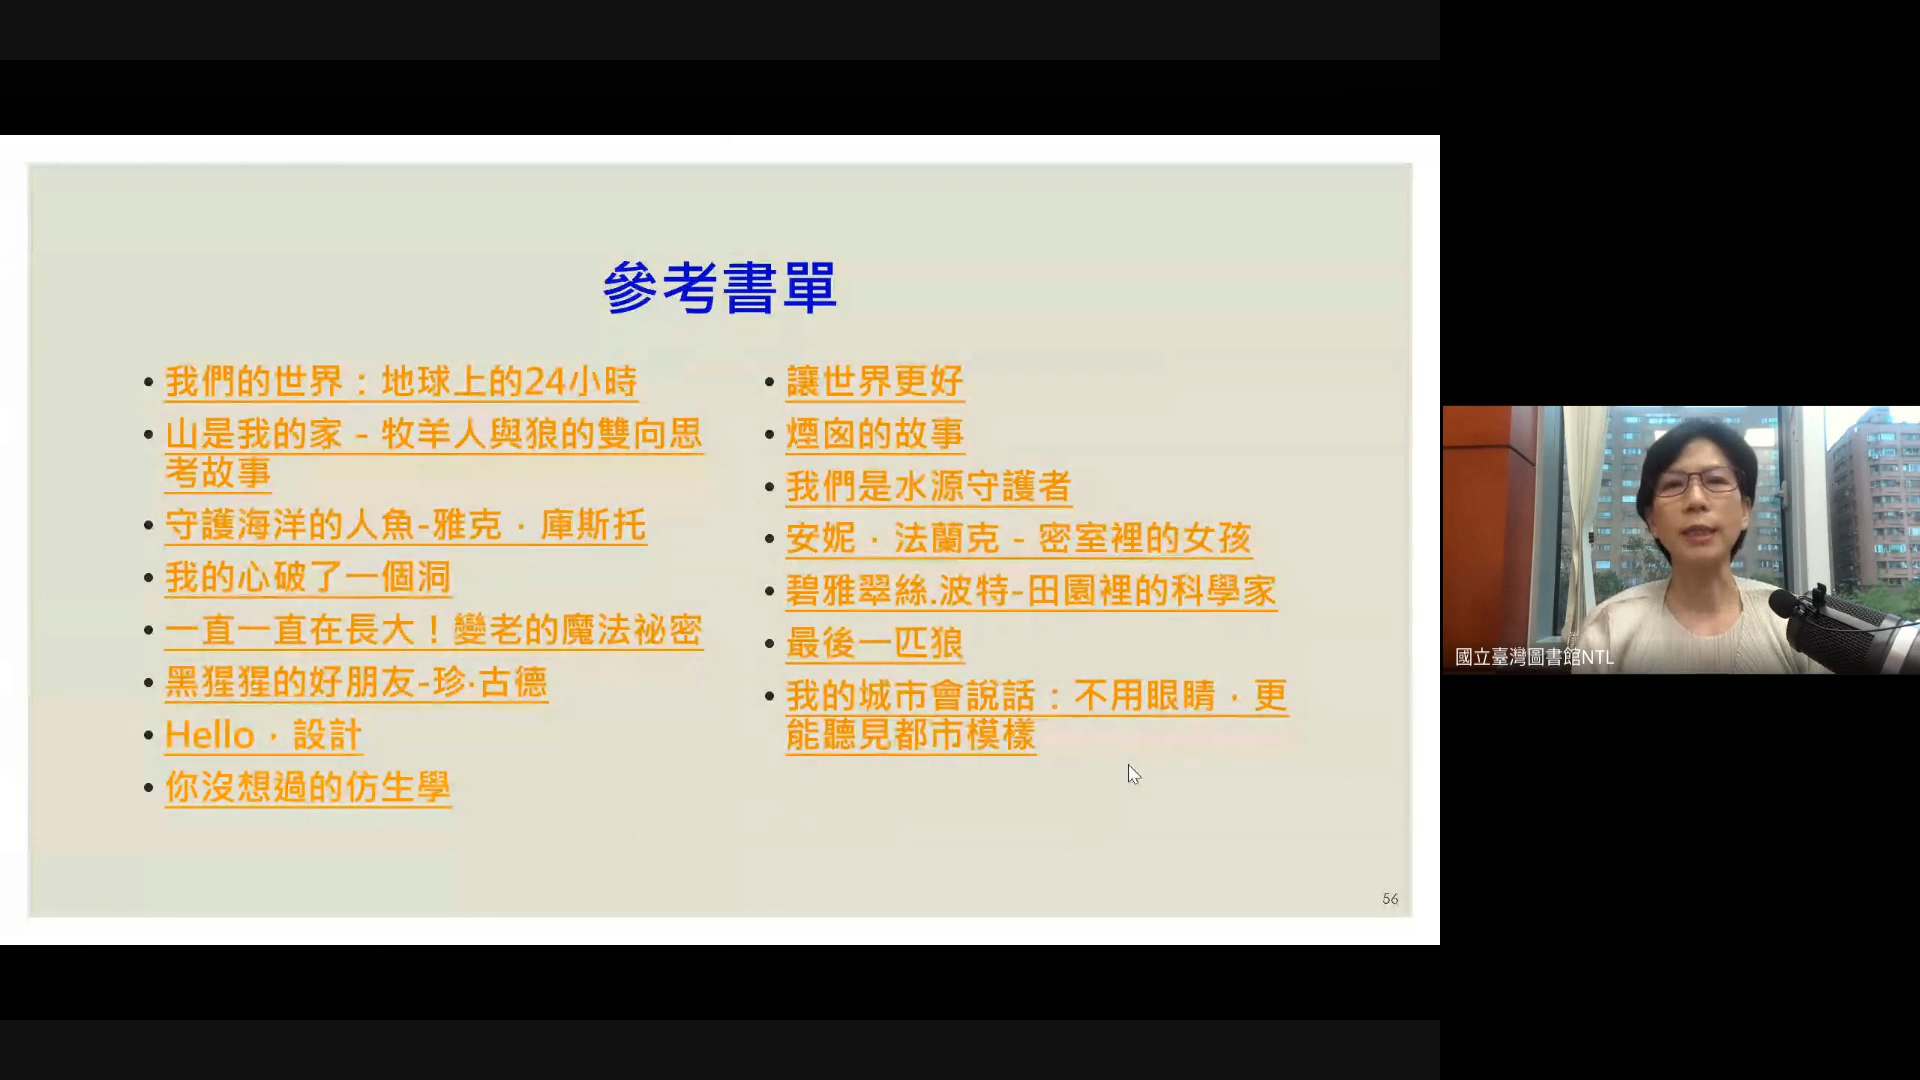 參考書單
• 我們的世界：地球上的24小時
• 山是我的家－牧羊人與狼的雙向思
考故事
• 守護海洋的人魚-雅克．庫斯托
• 我的心破了一個洞
• 一直一直在長大！變老的魔法祕密
• 黑猩猩的好朋友-珍·古德
• Hello，設計
• 你沒想過的仿生學
• 讓世界更好
• 煙囪的故事
• 我們是水源守護者
• 安妮．法蘭克－密室裡的女孩
• 碧雅翠絲.波特-田園裡的科學家
• 最後一匹狼
• 我的城市會說話：不用眼睛，更
能聽見都市模樣
56
國立臺灣圖書館NTL